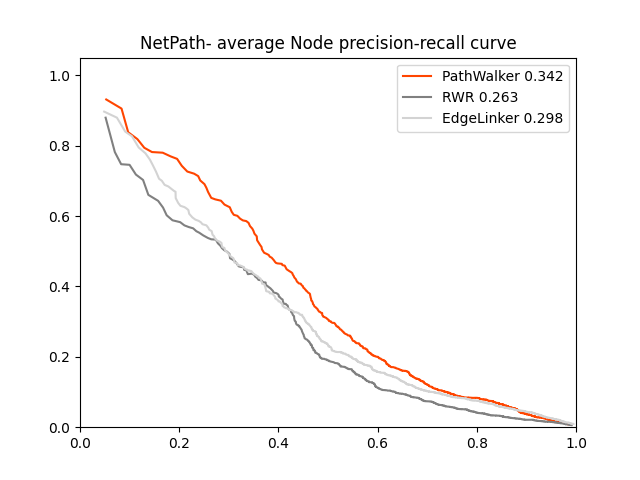 NetPath- average Node precision-recall curve
PathWalker 0.342
RWR 0.263
EdgeLinker 0.298
1.0
0.8
0.6
0.4
0.2
0.0
0.0 0.2 0.4 0.6 0.8 1.0